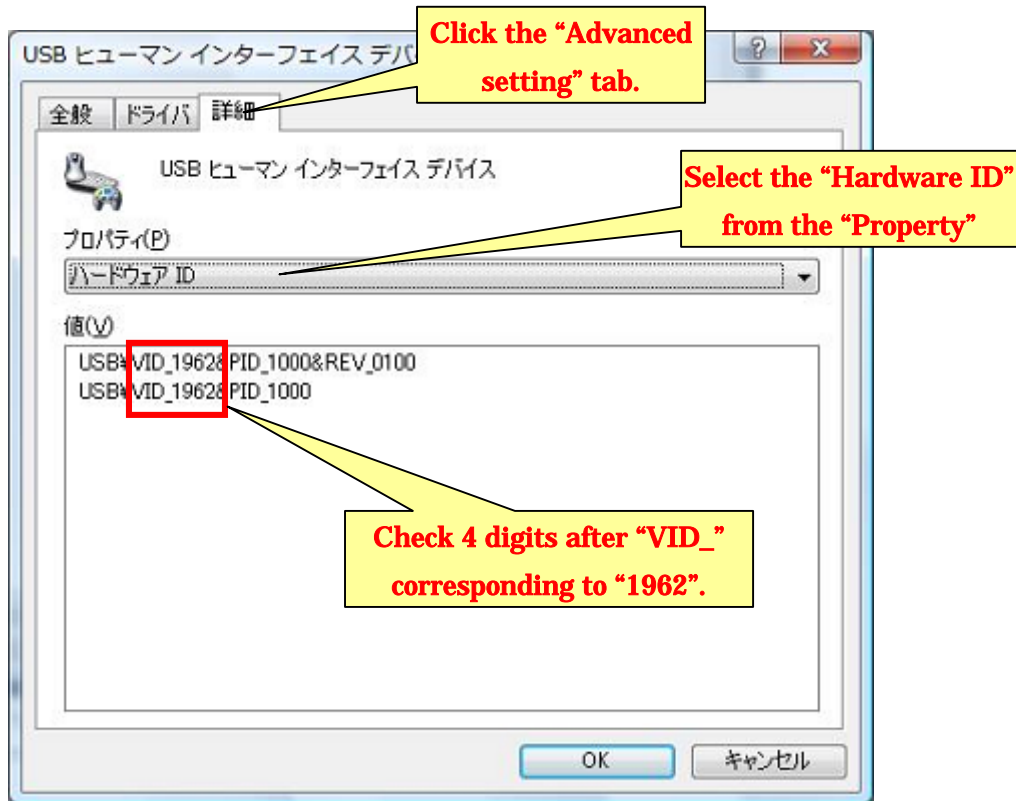 USB ヒューマン インターフェイス デバ
Click the “Advanced
setting” tab.
全般
ドライバ
詳細
USB ヒューマン インターフェイス デバイス
Select the “Hardware ID”
from the “Property”
プロパティ(P)
ハードウェア ID
値(V)
USB¥VID_1962&PID_1000&REV_0100
USB¥VID_1962&PID_1000
Check 4 digits after “VID_”
corresponding to “1962”.
OK
キャンセル